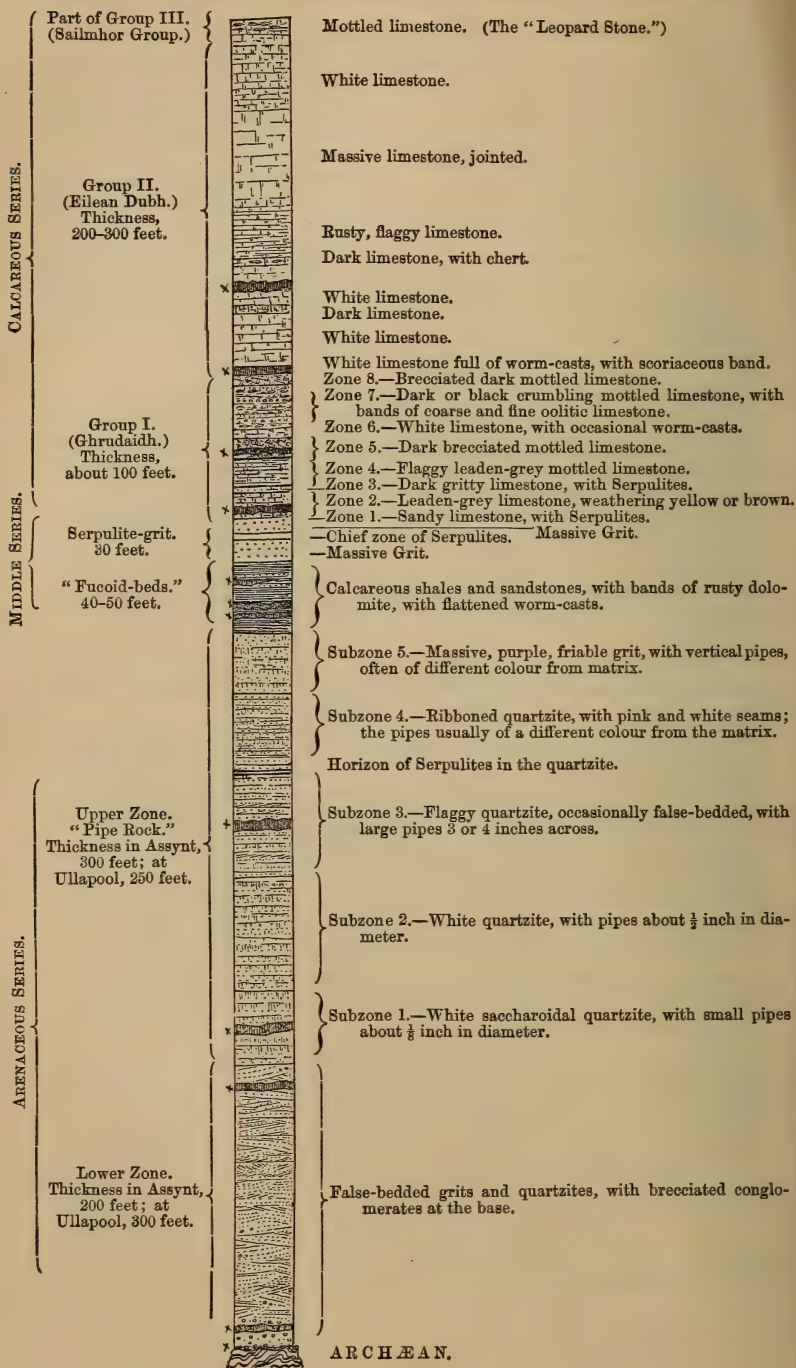 CALCAREOUS SERIES.
Part of Group III.
(Sailmhor Group.)
Group II.
(Eilean Dubh.)
Thickness,
200–300 feet.
Group I.
(Ghrudaidh.)
Thickness,
about 100 feet.
MIDDLE SERIES.
Serpulite-grit.
30 feet.
"Fucoid-beds."
40–50 feet.
ARENACEOUS SERIES.
Upper Zone.
"Pipe Rock."
Thickness in Assynt,
300 feet; at
Ullapool, 250 feet.
Lower Zone.
Thickness in Assynt,
200 feet; at
Ullapool, 300 feet.
Mottled limestone. (The "Leopard Stone.")
White limestone.
Massive limestone, jointed.
Rusty, flaggy limestone.
Dark limestone, with chert.
White limestone.
Dark limestone.
White limestone.
White limestone full of worm-casts, with scoriaceous band.
Zone 8.—Brecciated dark mottled limestone.
Zone 7.—Dark or black crumbling mottled limestone, with
bands of coarse and fine oolitic limestone.
Zone 6.—White limestone, with occasional worm-casts.
Zone 5.—Dark brecciated mottled limestone.
Zone 4.—Flaggy leaden-grey mottled limestone.
Zone 3.—Dark gritty limestone, with Serpulites.
Zone 2.—Leaden-grey limestone, weathering yellow or brown.
Zone 1.—Sandy limestone, with Serpulites.
—Chief zone of Serpulites. Massive Grit.
—Massive Grit.
Calcareous shales and sandstones, with bands of rusty dolo-
mite, with flattened worm-casts.
Subzone 5.—Massive, purple, friable grit, with vertical pipes,
often of different colour from matrix.
Subzone 4.—Ribboned quartzite, with pink and white seams;
the pipes usually of a different colour from the matrix.
Horizon of Serpulites in the quartzite.
Subzone 3.—Flaggy quartzite, occasionally false-bedded, with
large pipes 3 or 4 inches across.
Subzone 2.—White quartzite, with pipes about ½ inch in dia-
meter.
Subzone 1.—White saccharoidal quartzite, with small pipes
about ⅛ inch in diameter.
False-bedded grits and quartzites, with brecciated conglo-
merates at the base.
ARCHÆAN.